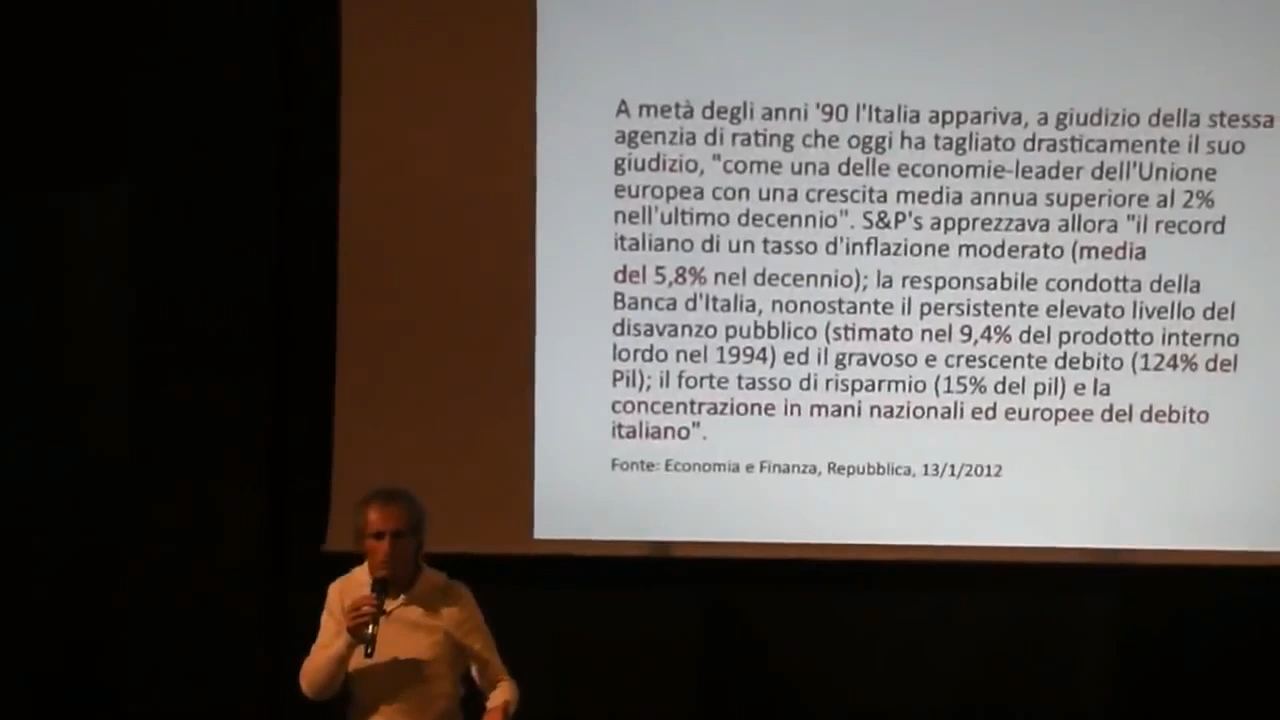 A metà degli anni '90 l'Italia appariva, a giudizio della stessa
agenzia di rating che oggi ha tagliato drasticamente il suo
giudizio, "come una delle economie-leader dell'Unione
europea con una crescita media annua superiore al 2%
nell'ultimo decennio". S&P's apprezzava allora "il record
italiano di un tasso d'inflazione moderato (media
del 5,8% nel decennio); la responsabile condotta della
Banca d'Italia, nonostante il persistente elevato livello del
disavanzo pubblico (stimato nel 9,4% del prodotto interno
lordo nel 1994) ed il gravoso e crescente debito (124% del
Pil); il forte tasso di risparmio (15% del pil) e la
concentrazione in mani nazionali ed europee del debito
italiano".
Fonte: Economia e Finanza, Repubblica, 13/1/2012